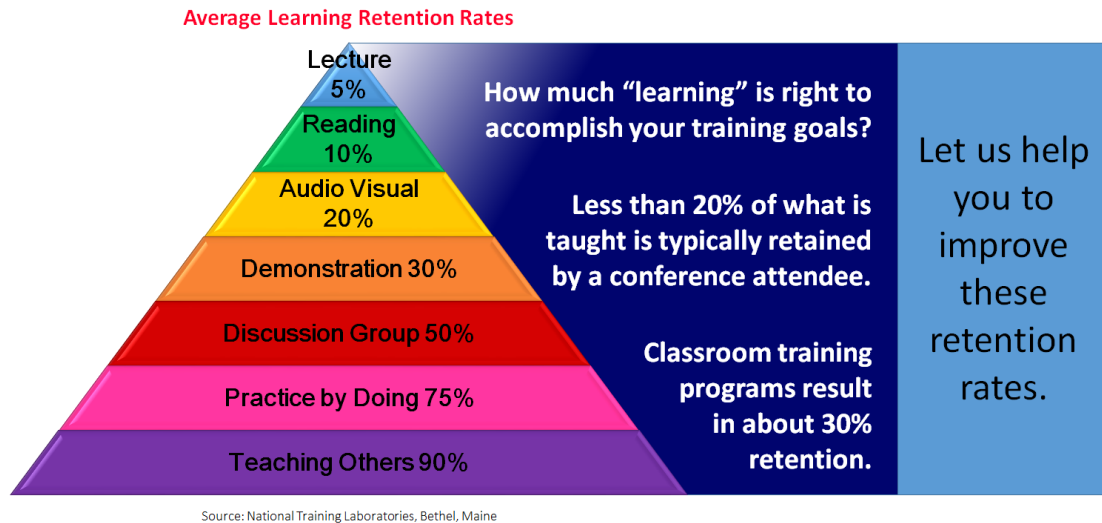 Average Learning Retention Rates
Lecture
5%
Reading
10%
Audio Visual
20%
Demonstration 30%
Discussion Group 50%
Practice by Doing 75%
Teaching Others 90%
How much “learning” is right to
accomplish your training goals?
Less than 20% of what is
taught is typically retained
by a conference attendee.
Classroom training
programs result
in about 30%
retention.
Let us help
you to
improve
these
retention
rates.
Source: National Training Laboratories, Bethel, Maine